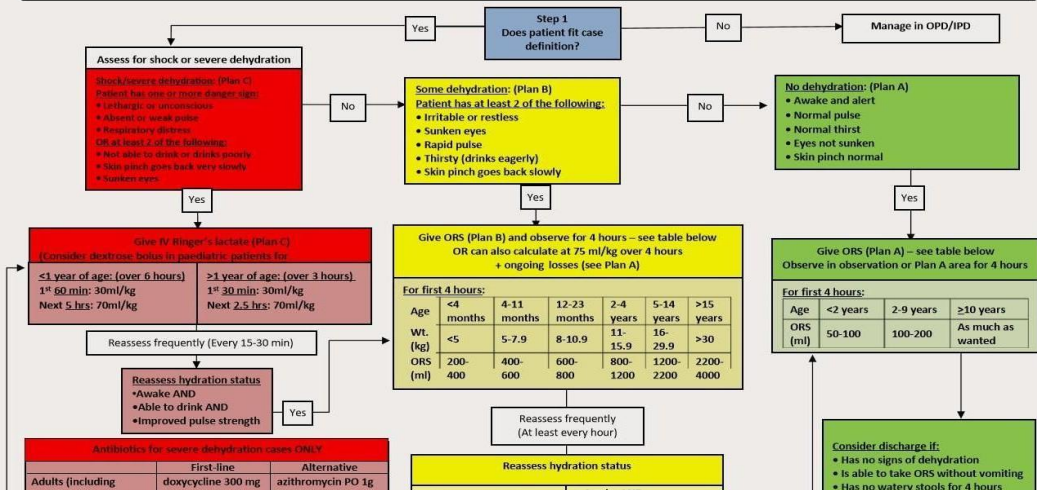 Step 1
Does patient fit case
definition?
Yes
No
Manage in OPD/IPD
Assess for shock or severe dehydration
Shock/severe dehydration: (Plan C)
Patient has one or more danger sign:
• Lethargic or unconscious
• Absent or weak pulse
• Respiratory distress
OR at least 2 of the following:
• Not able to drink or drinks poorly
• Skin pinch goes back very slowly
• Sunken eyes
No
Some dehydration: (Plan B)
Patient has at least 2 of the following:
• Irritable or restless
• Sunken eyes
• Rapid pulse
• Thirsty (drinks eagerly)
• Skin pinch goes back slowly
No
No dehydration: (Plan A)
• Awake and alert
• Normal pulse
• Normal thirst
• Eyes not sunken
• Skin pinch normal
Yes
Yes
Yes
Give IV Ringer's lactate (Plan C)
(Consider dextrose bolus in paediatric patients for
<1 year of age: (over 6 hours)
1st 60 min: 30ml/kg
Next 5 hrs: 70ml/kg
>1 year of age: (over 3 hours)
1st 30 min: 30ml/kg
Next 2.5 hrs: 70ml/kg
Reassess frequently (Every 15-30 min)
Reassess hydration status
•Awake AND
•Able to drink AND
•Improved pulse strength
Yes
Antibiotics for severe dehydration cases ONLY
First-line Alternative
Adults (including doxycycline 300 mg azithromycin PO 1g
Give ORS (Plan B) and observe for 4 hours – see table below
OR can also calculate at 75 ml/kg over 4 hours
+ ongoing losses (see Plan A)
For first 4 hours:
Age <4 months 4-11 months 12-23 months 2-4 years 5-14 years >15 years
Wt. (kg) <5 5-7.9 8-10.9 11-15.9 16-29.9 >30
ORS (ml) 200-400 400-600 600-800 800-1200 1200-2200 2200-4000
Reassess frequently
(At least every hour)
Reassess hydration status
Give ORS (Plan A) – see table below
Observe in observation or Plan A area for 4 hours
For first 4 hours:
Age <2 years 2-9 years ≥10 years
ORS (ml) 50-100 100-200 As much as wanted
Consider discharge if:
• Has no signs of dehydration
• Is able to take ORS without vomiting
• Has no watery stools for 4 hours